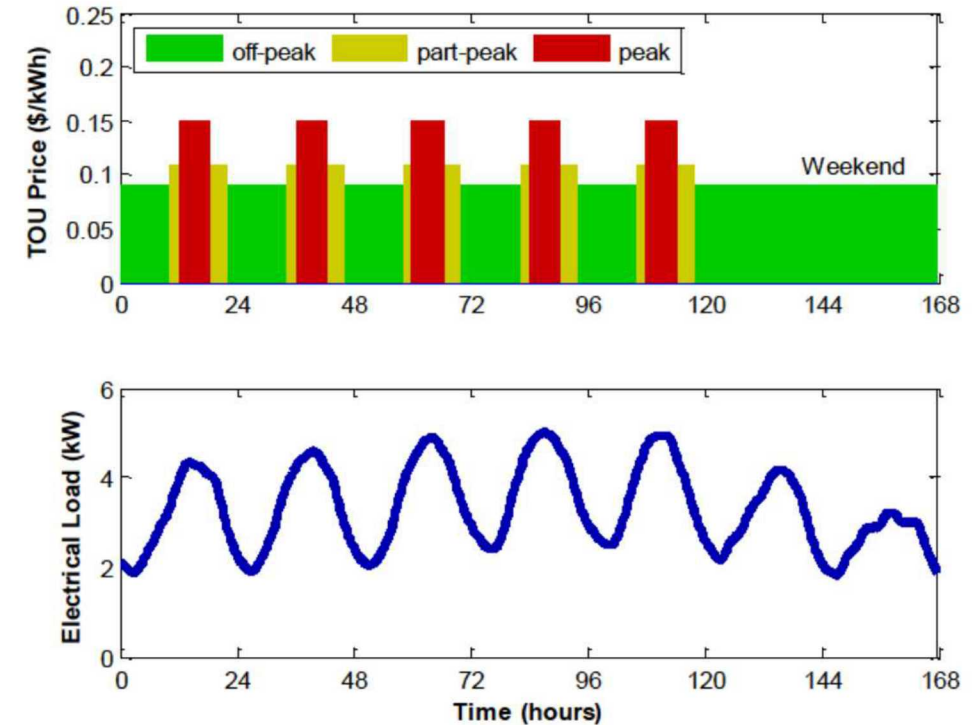 0.25
0.2
0.15
0.1
0.05
0
TOU Price ($/kWh)
off-peak part-peak peak
Weekend
0 24 48 72 96 120 144 168
6
4
2
0
Electrical Load (kW)
0 24 48 72 96 120 144 168
Time (hours)